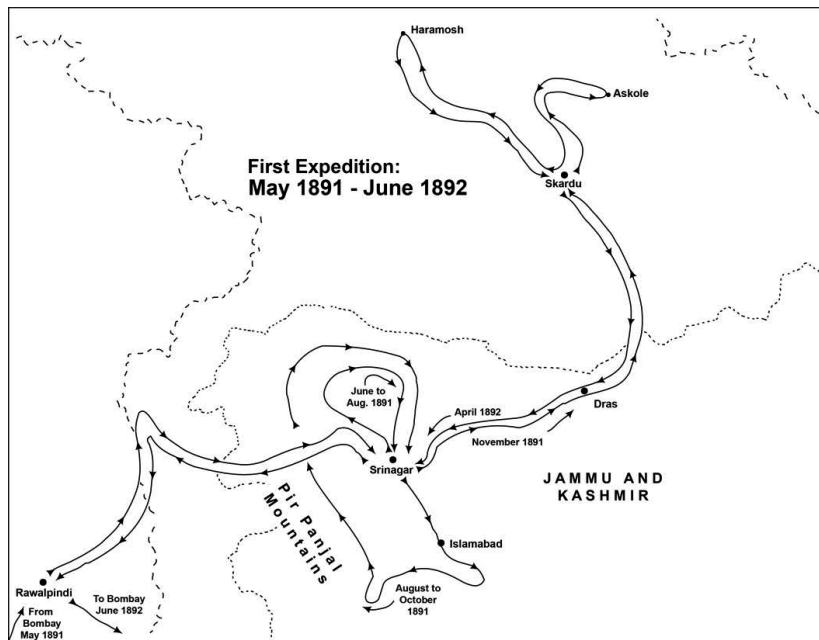 Haramosh
Askole
First Expedition:
May 1891 - June 1892
Skardu
June to
Aug. 1891
April 1892
Dras
November 1891
Srinagar
JAMMU AND
KASHMIR
Pir Panjal
Mountains
Islamabad
Rawalpindi
August to
October
1891
To Bombay
June 1892
From
Bombay
May 1891